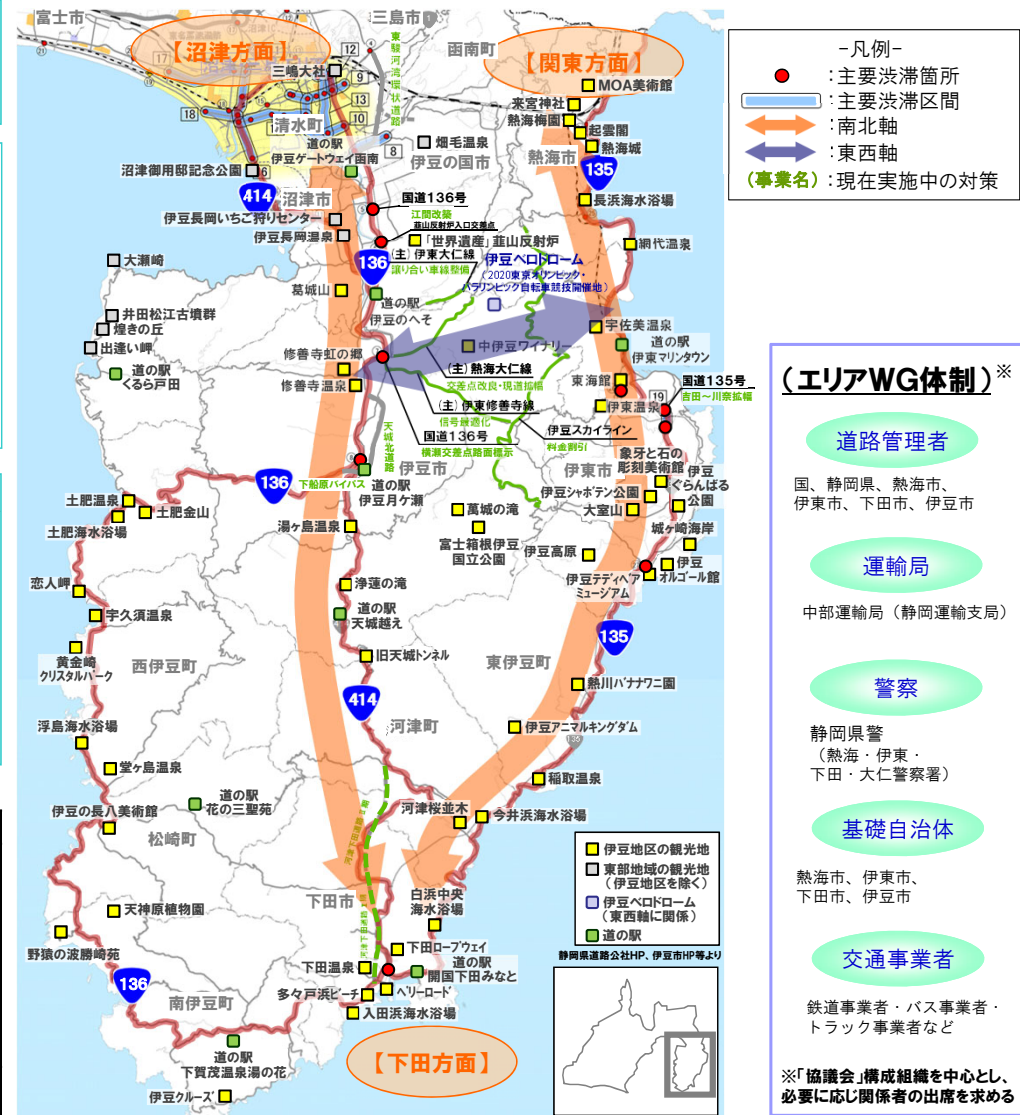 富士市
三島市
函南町
【沼津方面】
【関東方面】
東駿河湾環状道路
三嶋大社
MOA美術館
来宮神社
熱海梅園
起雲閣
熱海城
熱海市
135
長浜海水浴場
網代温泉
清水町
道の駅
伊豆ゲートウェイ函南
畑毛温泉
伊豆の国市
沼津御用邸記念公園
414
沼津市
12
9
10
13
18
6
8
国道136号
江間改築
韮山反射炉入口交差点
伊豆長岡いちご狩りセンター
伊豆長岡温泉
「世界遺産」韮山反射炉
(主)伊東大仁線
譲り合い車線整備
136
伊豆ベロドローム
(2020東京オリンピック・
パラリンピック自転車競技開催地)
大瀬崎
葛城山
道の駅
伊豆のへそ
井田松江古墳群
煌きの丘
出逢い岬
道の駅
くるら戸田
修善寺虹の郷
修善寺温泉
中伊豆ワイナリー
宇佐美温泉
道の駅
伊東マリンタウン
(主)熱海大仁線
交差点改良・現道拡幅
東海館
伊東温泉
国道135号
吉田~川奈拡幅
19
(主)伊東修善寺線
信号最適化
伊豆スカイライン
料金割引
国道136号
横瀬交差点路面標示
天城北道路
伊豆市
伊東市
下船原バイパス
道の駅
伊豆月ケ瀬
136
象牙と石の
彫刻美術館
伊豆
ぐらんぱる
公園
伊豆シャボテン公園
大室山
城ヶ崎海岸
土肥温泉
土肥金山
土肥海水浴場
湯ヶ島温泉
萬城の滝
富士箱根伊豆
国立公園
伊豆高原
伊豆
オルゴール館
伊豆テディベア
ミュージアム
恋人岬
浄蓮の滝
宇久須温泉
道の駅
天城越え
135
黄金崎
クリスタルパーク
西伊豆町
旧天城トンネル
東伊豆町
熱川バナナワニ園
414
河津町
伊豆アニマルキングダム
浮島海水浴場
堂ヶ島温泉
稲取温泉
道の駅
花の三聖苑
伊豆の長八美術館
河津桜並木
今井浜海水浴場
松崎町
下田市
白浜中央
海水浴場
天神原植物園
野猿の波勝崎苑
下田ロープウェイ
下田温泉
道の駅
開国下田みなと
136
多々戸浜ビーチ
ペリーロード
南伊豆町
入田浜海水浴場
道の駅
下賀茂温泉湯の花
【下田方面】
伊豆クルーズ
-凡例-
:主要渋滞箇所
:主要渋滞区間
:南北軸
:東西軸
(事業名):現在実施中の対策
伊豆地区の観光地
東部地域の観光地
(伊豆地区を除く)
伊豆ベロドローム
(東西軸に関係)
道の駅
静岡県道路公社HP、伊豆市HP等より
(エリアWG体制)※
道路管理者
国、静岡県、熱海市、
伊東市、下田市、伊豆市
運輸局
中部運輸局(静岡運輸支局)
警察
静岡県警
(熱海・伊東・
下田・大仁警察署)
基礎自治体
熱海市、伊東市、
下田市、伊豆市
交通事業者
鉄道事業者・バス事業者・
トラック事業者など
※「協議会」構成組織を中心とし、
必要に応じ関係者の出席を求める